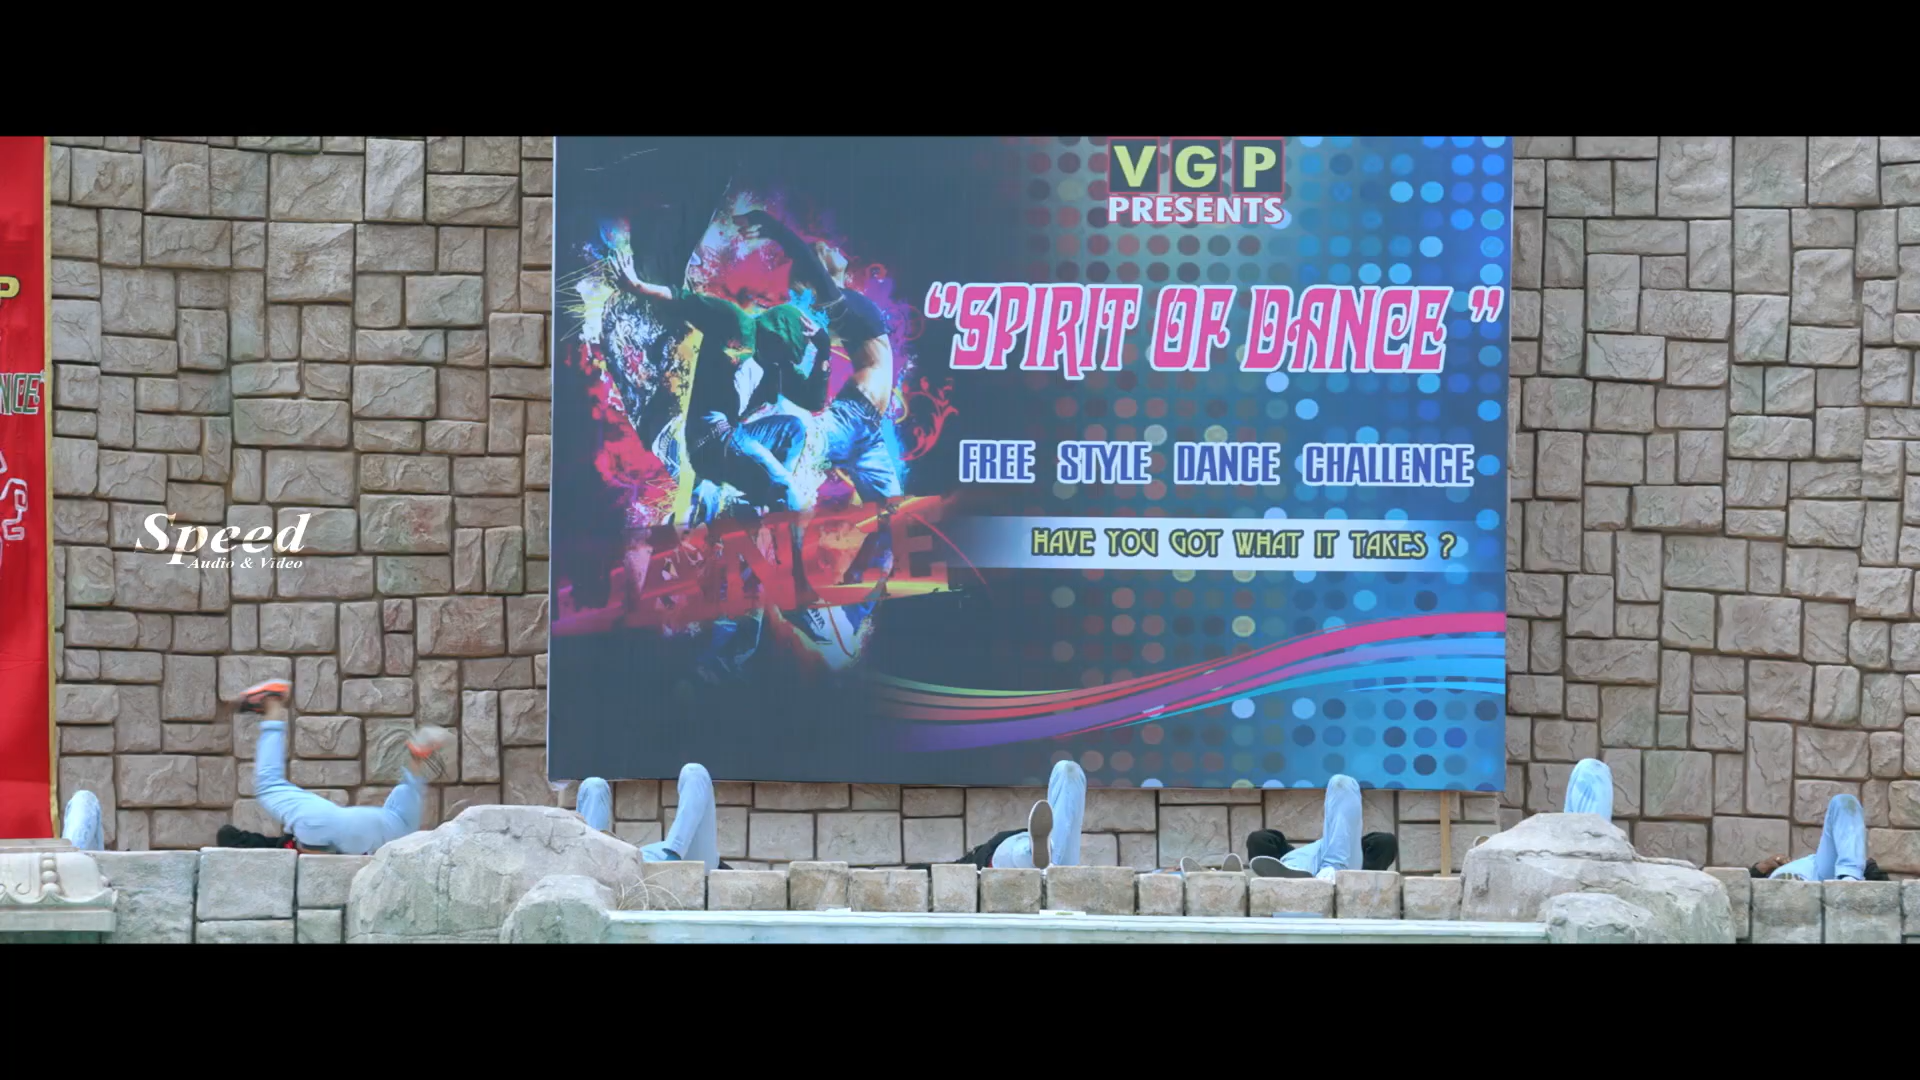 VGP
PRESENTS
“SPIRIT OF DANCE”
FREE STYLE DANCE CHALLENGE
HAVE YOU GOT WHAT IT TAKES ?
DANCE
P
NCE"
Speed
Audio & Video